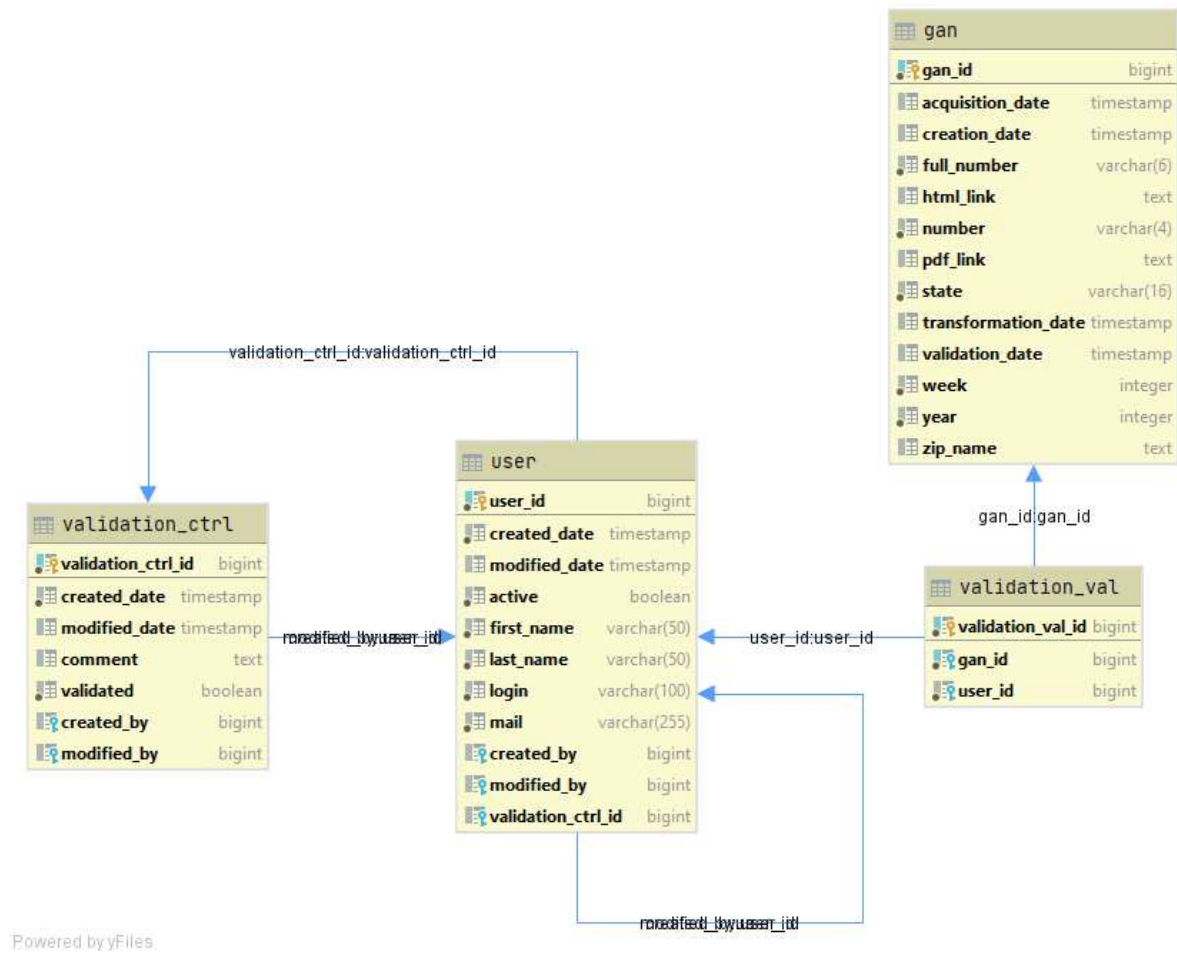 gan
gan_id bigint
acquisition_date timestamp
creation_date timestamp
full_number varchar(6)
html_link text
number varchar(4)
pdf_link text
state varchar(16)
transformation_date timestamp
validation_date timestamp
week integer
year integer
zip_name text
validation_ctrl_id:validation_ctrl_id
user
user_id bigint
created_date timestamp
modified_date timestamp
active boolean
first_name varchar(50)
last_name varchar(50)
login varchar(100)
mail varchar(255)
created_by bigint
modified_by bigint
validation_ctrl_id bigint
validation_ctrl
validation_ctrl_id bigint
created_date timestamp
modified_date timestamp
comment text
validated boolean
created_by bigint
modified_by bigint
gan_id:gan_id
validation_val
validation_val_id bigint
gan_id bigint
user_id bigint
user_id:user_id
Powered by yFiles